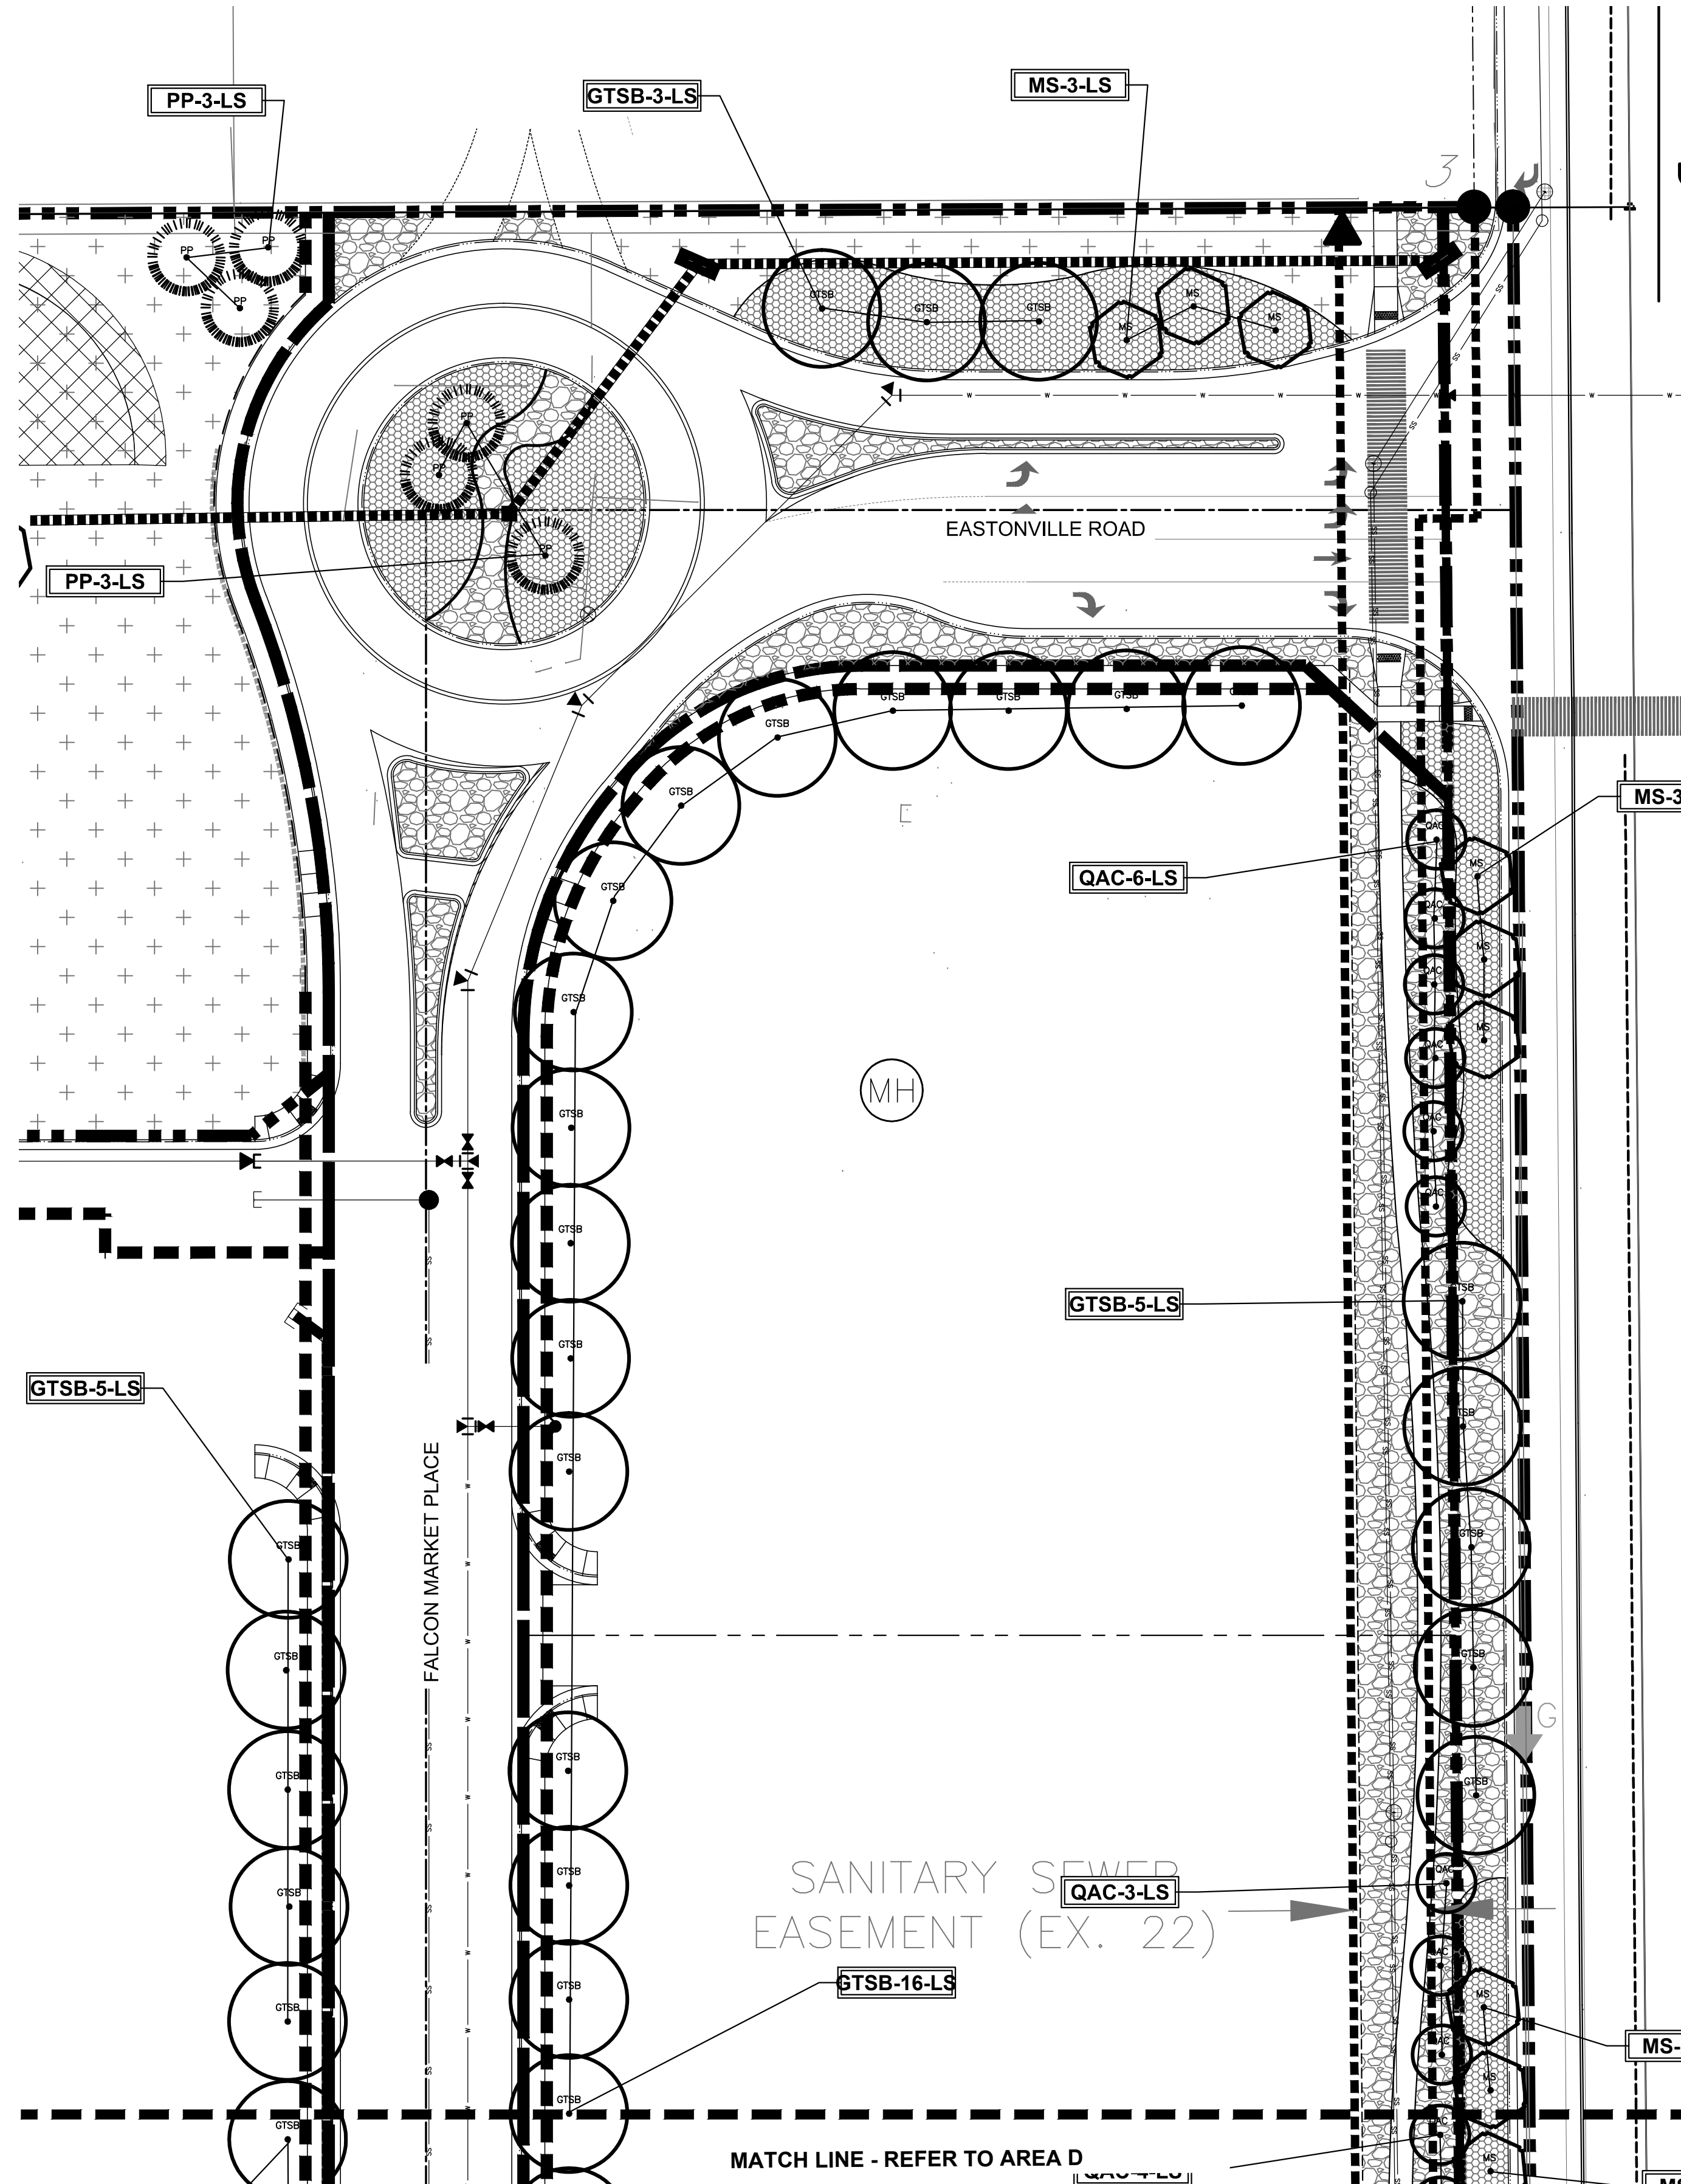 PP-3-LS
GTSB-3-LS
MS-3-LS
3
PP
PP
PP
GTSB
GTSB
GTSB
MS
MS
MS
PP
PP
PP
EASTONVILLE ROAD
PP-3-LS
GTSB
GTSB
GTSB
GTSB
GTSB
GTSB
MS-3
QAC-6-LS
QAC
MS
QAC
MS
QAC
GTSB
MS
QAC
MH
GTSB
QAC
QAC
GTSB
GTSB-5-LS
GTSB
GTSB-5-LS
GTSB
FALCON MARKET PLACE
GTSB
GTSB
GTSB
GTSB
GTSB
G
GTSB
GTSB
GTSB
SANITARY SEWER
EASEMENT (EX. 22)
QAC-3-LS
QAC
GTSB
GTSB
QAC
GTSB-16-LS
GTSB
GTSB
MS
MS-
QAC
MS
GTSB
GTSB
QAC
MATCH LINE - REFER TO AREA D
QAC-4-LS
MS